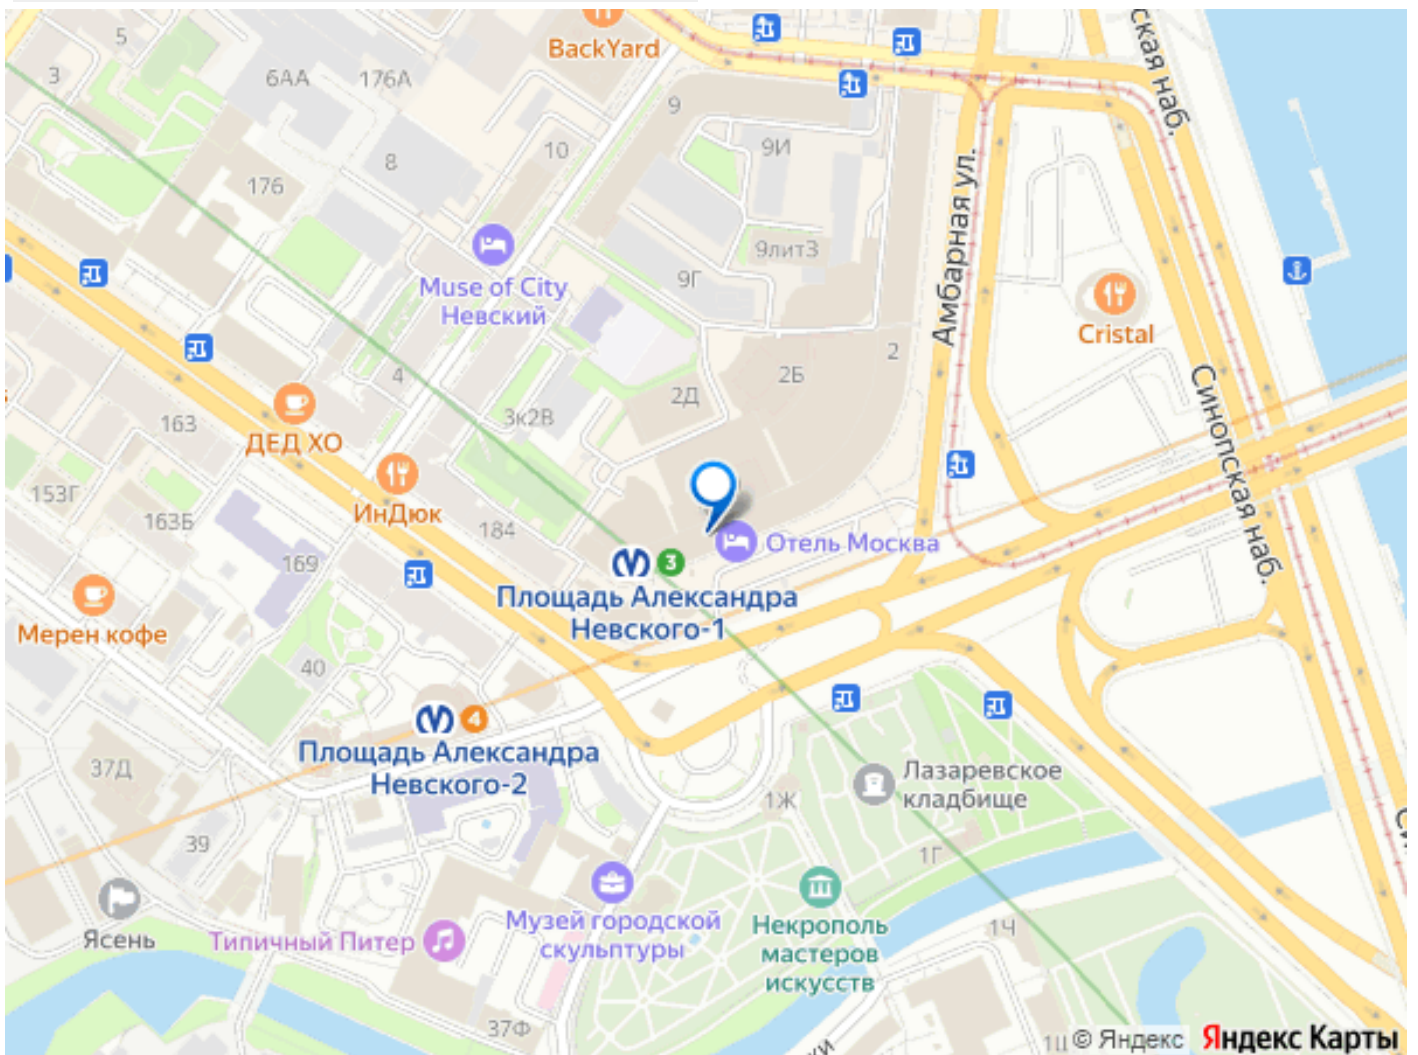 5
3
6АА
176А
BackYard
9
9И
ская наб.
8
10
176
Muse of City
Невский
9литЗ
9Г
Амбарная ул.
Cristal
2
2Б
2Д
4
3к2В
Синопская наб.
163
ДЕД ХО
ИнДюк
153Г
163Б
184
169
Отель Москва
3
Площадь Александра
Невского-1
Мерен кофе
40
4
Площадь Александра
Невского-2
37Д
1Ж
Лазаревское
кладбище
1Г
39
Ясень
Типичный Питер
Музей городской
скульптуры
Некрополь
мастеров
искусств
1Ч
37Ф
1Ц
© Яндекс
Яндекс Карты